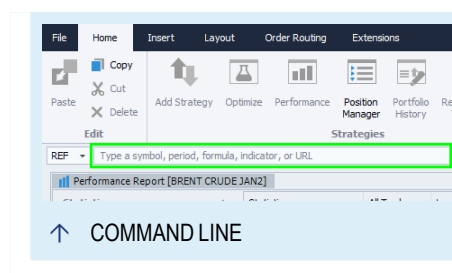 File Home Insert Layout Order Routing Extensions
Copy
Cut
Delete
Paste Add Strategy Optimize Performance Position Manager Portfolio History
Edit Strategies
REF Type a symbol, period, formula, indicator, or URL
Performance Report [BRENT CRUDE JAN2]
COMMAND LINE